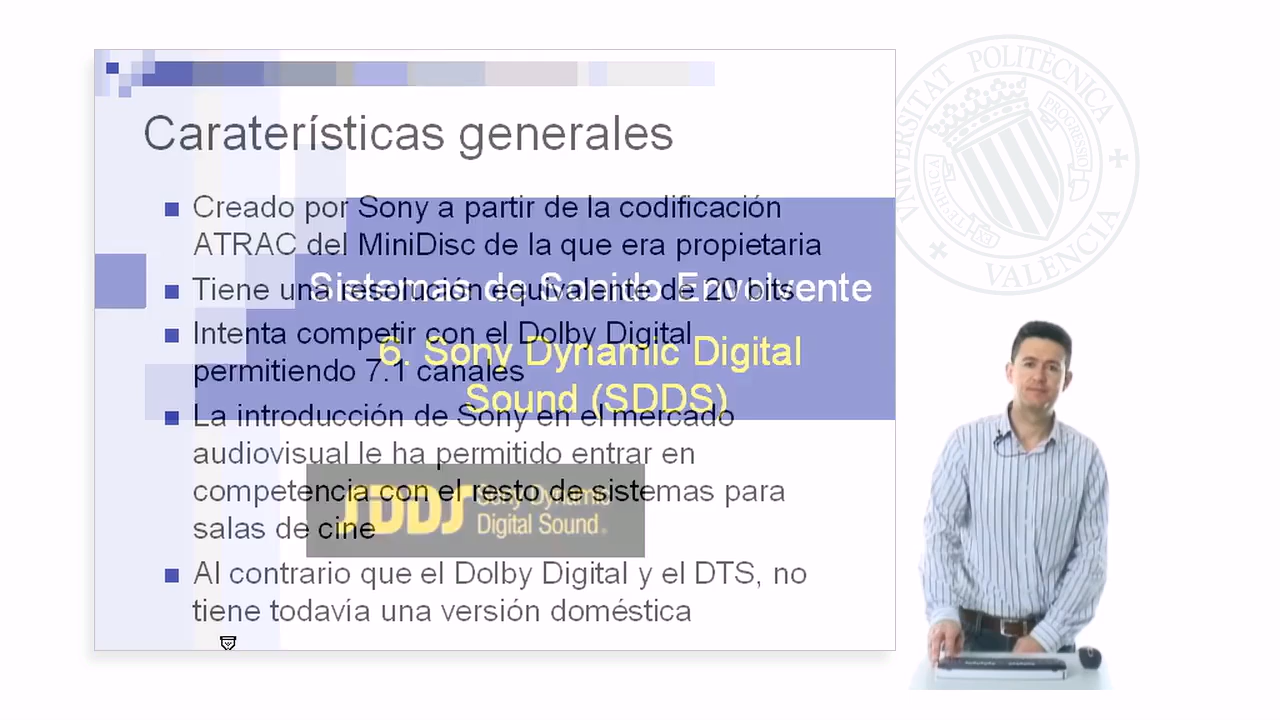 Caraterísticas generales
Creado por Sony a partir de la codificación
ATRAC del MiniDisc de la que era propietaria
Tiene una resolución equivalente de 20 bits
Intenta competir con el Dolby Digital
permitiendo 7.1 canales
La introducción de Sony en el mercado
audiovisual le ha permitido entrar en
competencia con el resto de sistemas para
salas de cine
Al contrario que el Dolby Digital y el DTS, no
tiene todavía una versión doméstica
Sistemas de Sonido Envolvente
6. Sony Dynamic Digital
Sound (SDDS)
SDDS
Sony Dynamic
Digital Sound.
UNIVERSITAT POLITÈCNICA
VALÈNCIA